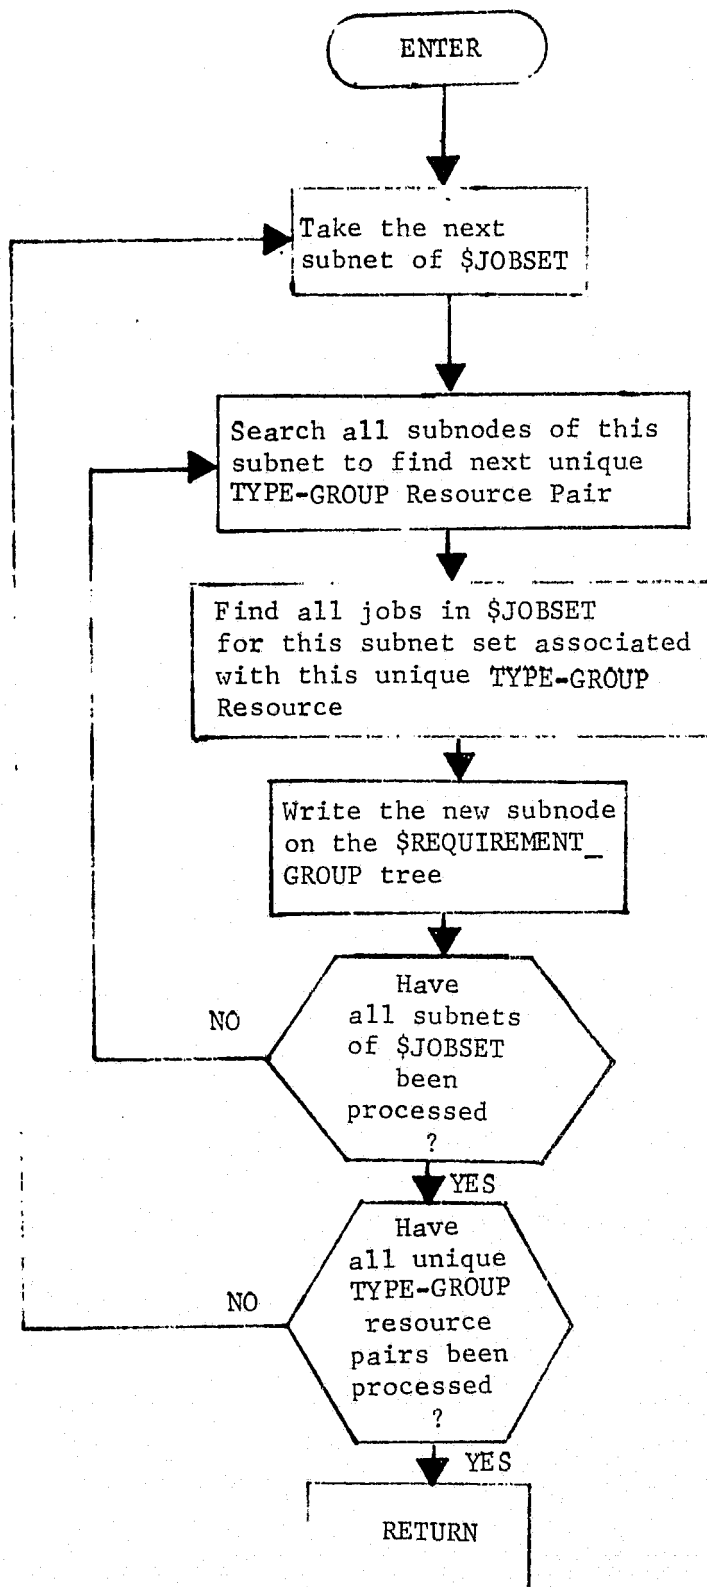 ENTER
Take the next
subnet of $JOBSET
Search all subnodes of this
subnet to find next unique
TYPE-GROUP Resource Pair
Find all jobs in $JOBSET
for this subnet set associated
with this unique TYPE-GROUP
Resource
Write the new subnode
on the $REQUIREMENT_
GROUP tree
Have
all subnets
of $JOBSET
been
processed
?
NO
YES
Have
all unique
TYPE-GROUP
resource
pairs been
processed
?
NO
YES
RETURN